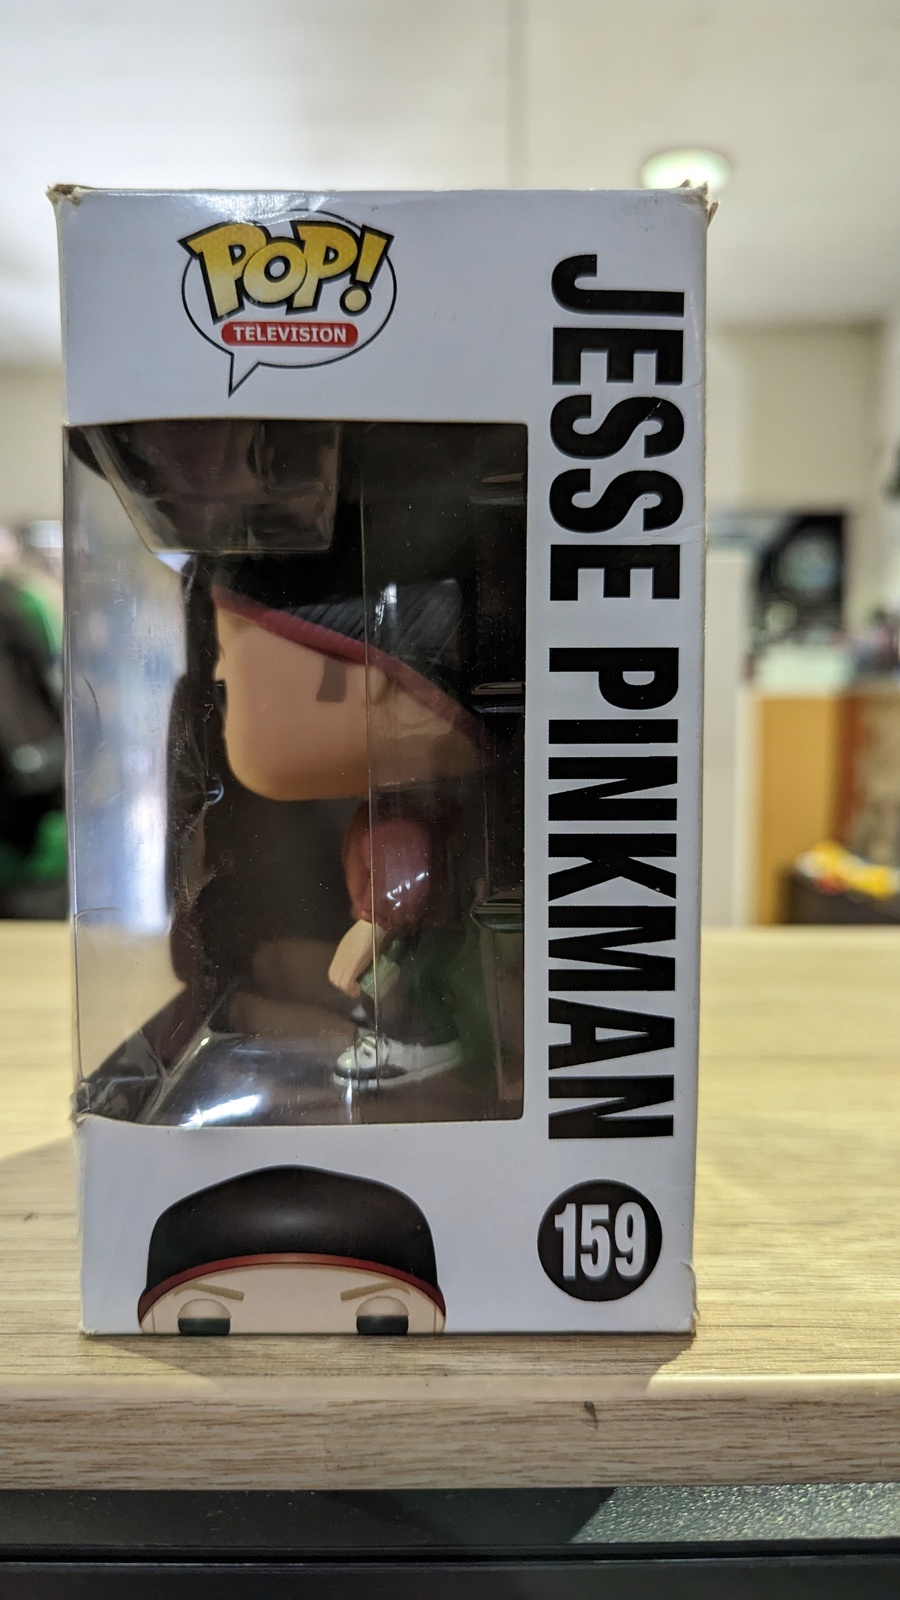 POP!
TELEVISION
JESSE PINKMAN
159